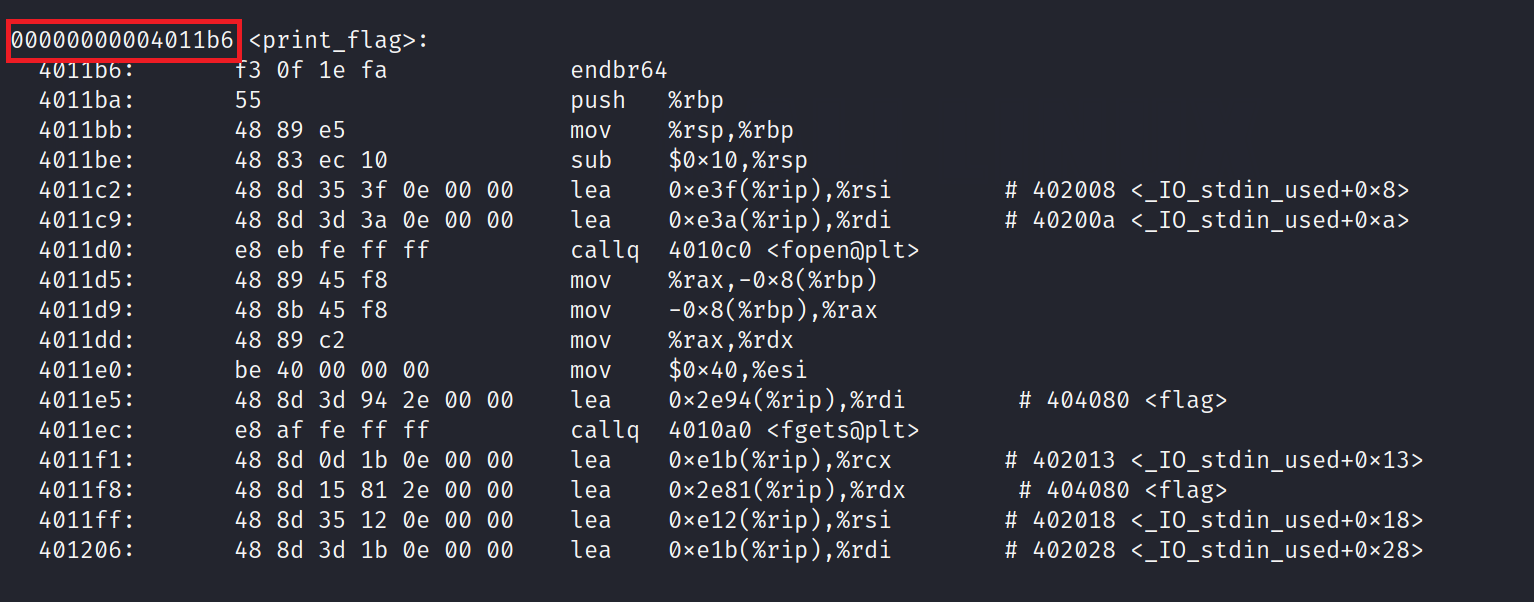 00000000004011b6 <print_flag>:
4011b6: f3 0f 1e fa endbr64
4011ba: 55 push %rbp
4011bb: 48 89 e5 mov %rsp,%rbp
4011be: 48 83 ec 10 sub $0×10,%rsp
4011c2: 48 8d 35 3f 0e 00 00 lea 0×e3f(%rip),%rsi # 402008 <_IO_stdin_used+0×8>
4011c9: 48 8d 3d 3a 0e 00 00 lea 0×e3a(%rip),%rdi # 40200a <_IO_stdin_used+0×a>
4011d0: e8 eb fe ff ff callq 4010c0 <fopen@plt>
4011d5: 48 89 45 f8 mov %rax,-0×8(%rbp)
4011d9: 48 8b 45 f8 mov -0×8(%rbp),%rax
4011dd: 48 89 c2 mov %rax,%rdx
4011e0: be 40 00 00 00 mov $0×40,%esi
4011e5: 48 8d 3d 94 2e 00 00 lea 0×2e94(%rip),%rdi # 404080 <flag>
4011ec: e8 af fe ff ff callq 4010a0 <fgets@plt>
4011f1: 48 8d 0d 1b 0e 00 00 lea 0×e1b(%rip),%rcx # 402013 <_IO_stdin_used+0×13>
4011f8: 48 8d 15 81 2e 00 00 lea 0×2e81(%rip),%rdx # 404080 <flag>
4011ff: 48 8d 35 12 0e 00 00 lea 0×e12(%rip),%rsi # 402018 <_IO_stdin_used+0×18>
401206: 48 8d 3d 1b 0e 00 00 lea 0×e1b(%rip),%rdi # 402028 <_IO_stdin_used+0×28>